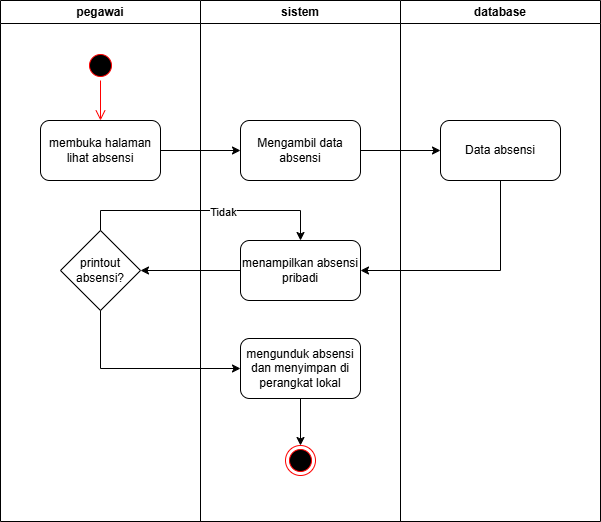 pegawai
sistem
database
membuka halaman
lihat absensi
Mengambil data
absensi
Data absensi
Tidak
printout
absensi?
menampilkan absensi
pribadi
mengunduk absensi
dan menyimpan di
perangkat lokal